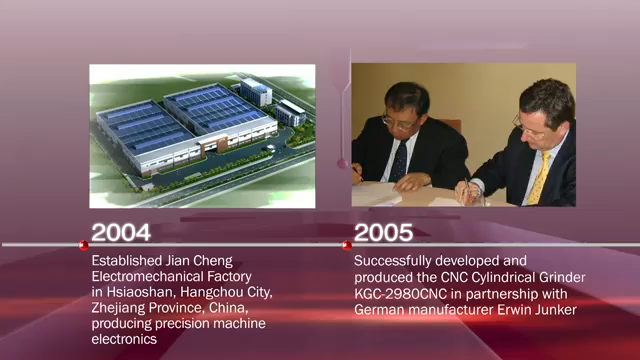 2004
Established Jian Cheng
Electromechanical Factory
in Hsiaoshan, Hangchou City,
Zhejiang Province, China,
producing precision machine
electronics
2005
Successfully developed and
produced the CNC Cylindrical Grinder
KGC-2980CNC in partnership with
German manufacturer Erwin Junker